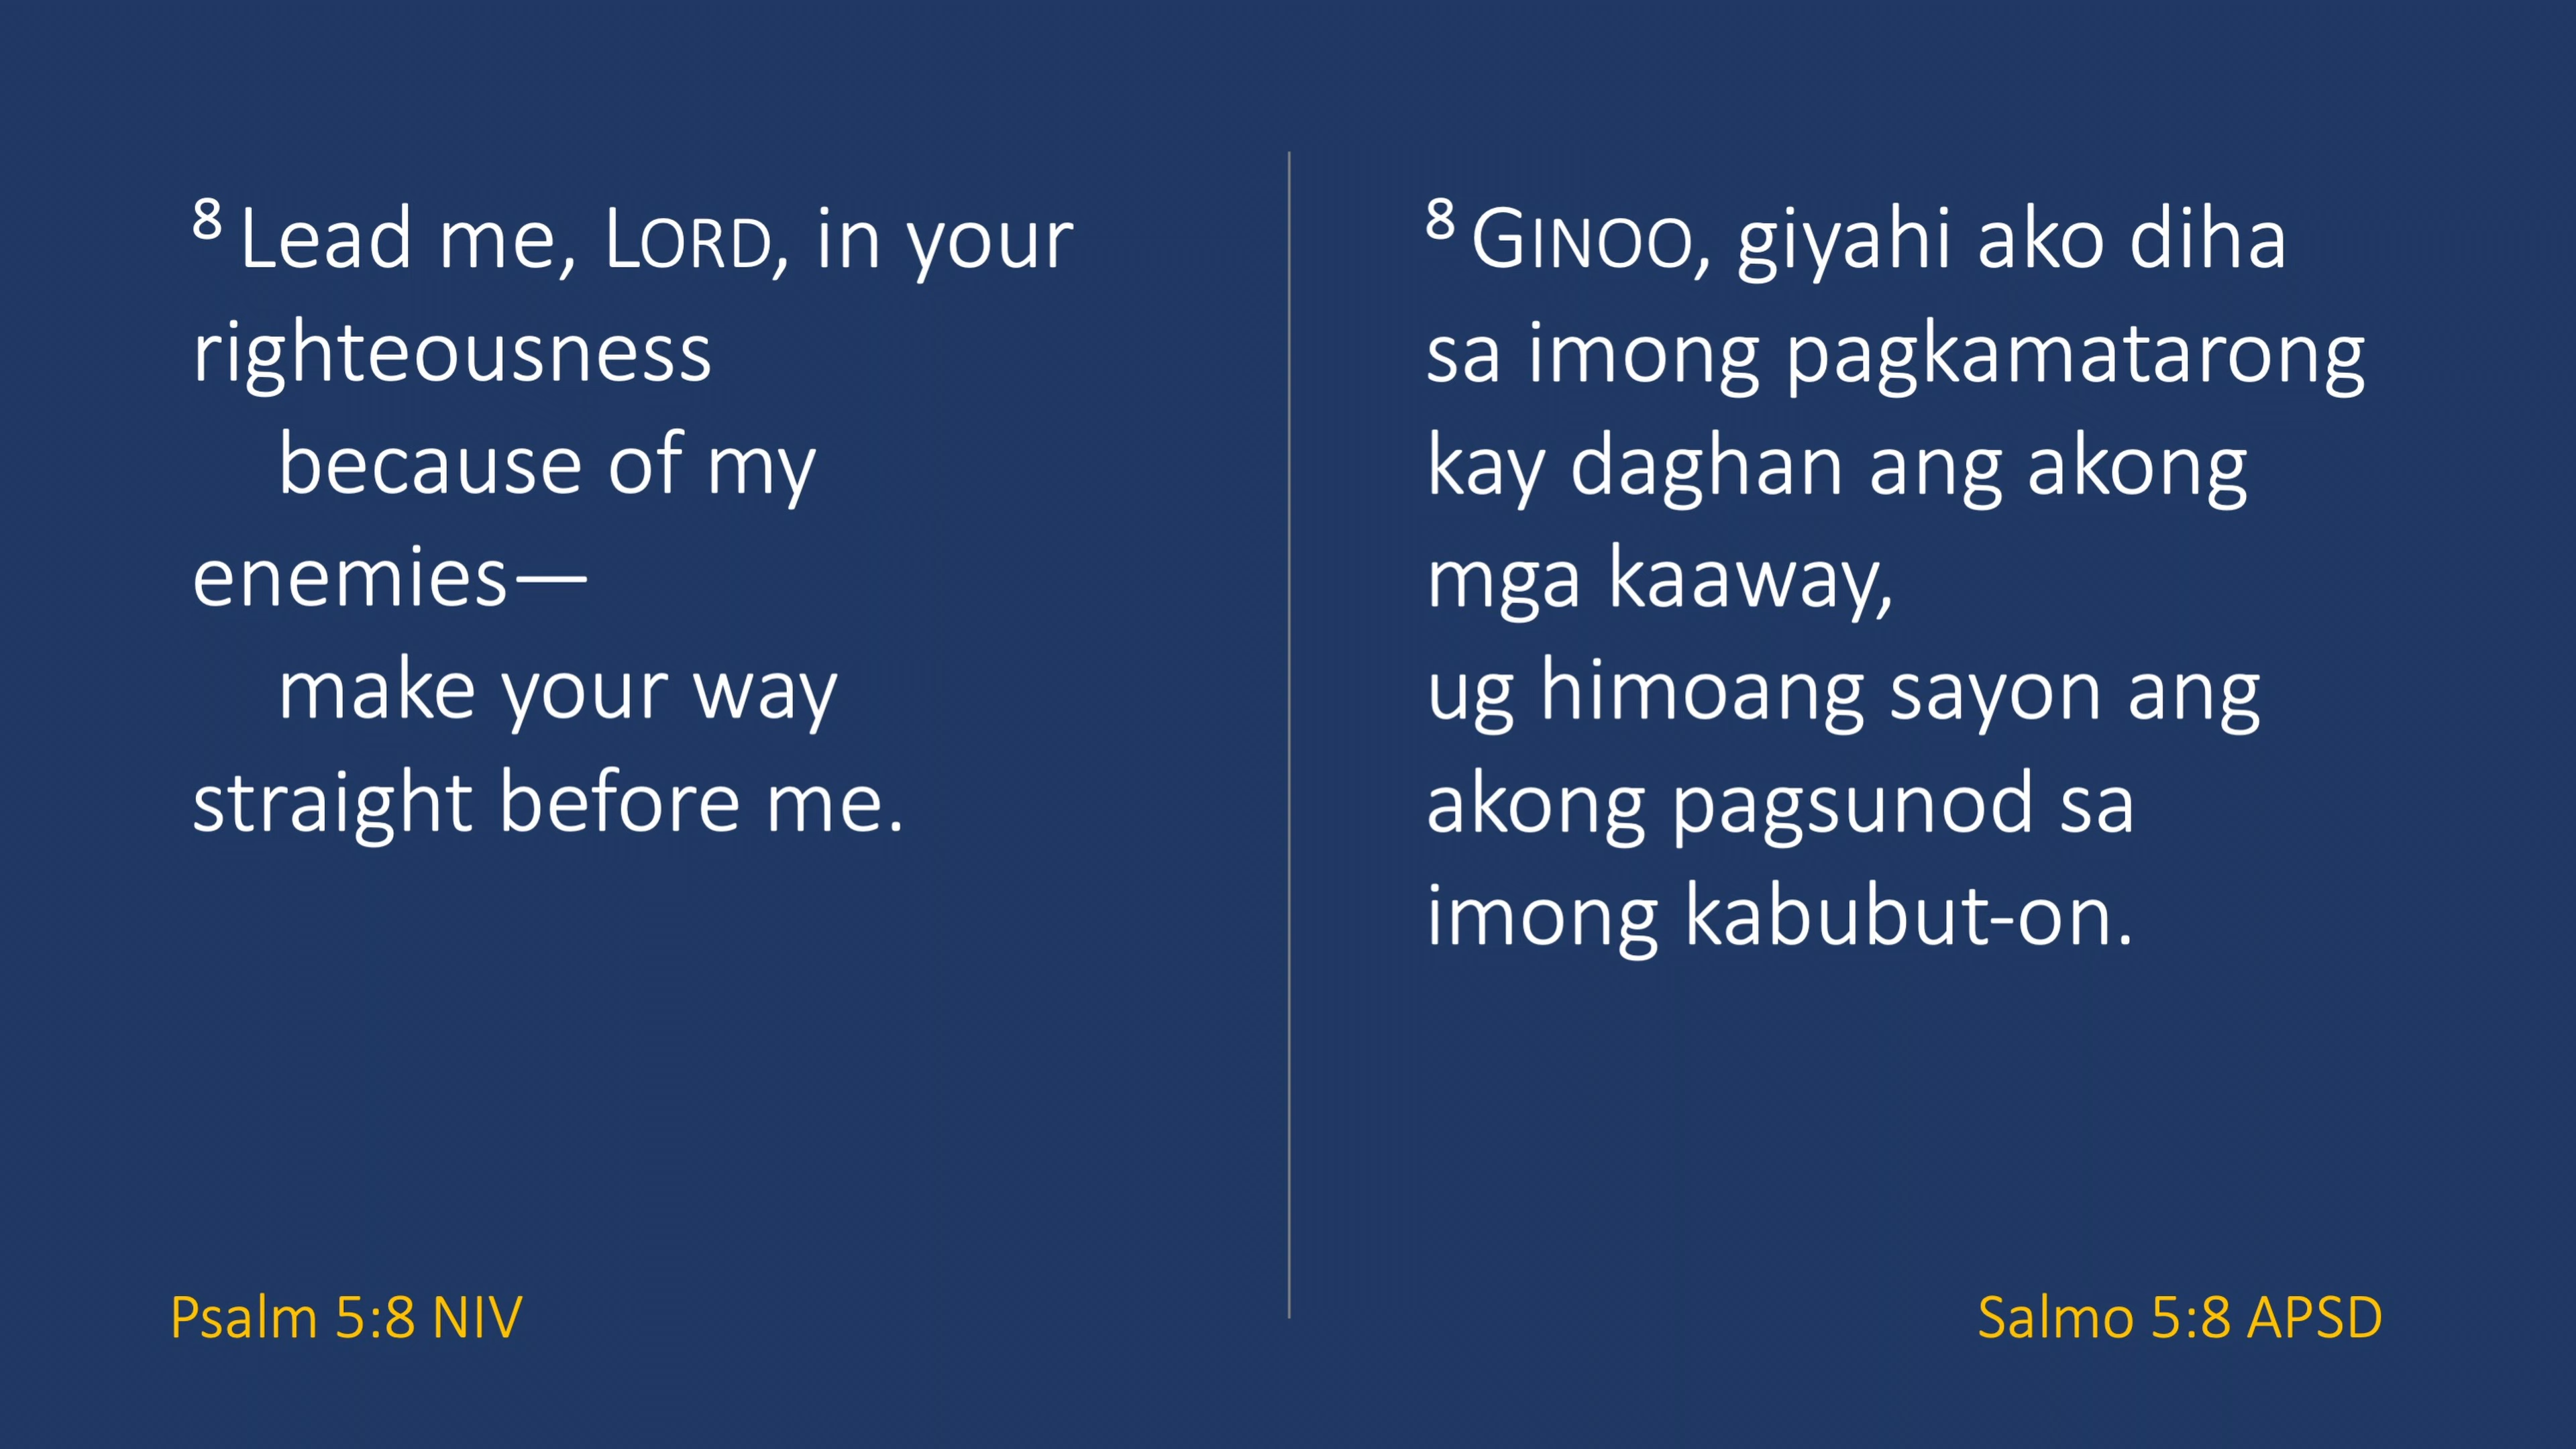 ⁸ Lead me, LORD, in your
righteousness
because of my
enemies—
make your way
straight before me.
Psalm 5:8 NIV
⁸ GINOO, giyahi ako diha
sa imong pagkamatarong
kay daghan ang akong
mga kaaway,
ug himoang sayon ang
akong pagsunod sa
imong kabubut-on.
Salmo 5:8 APSD